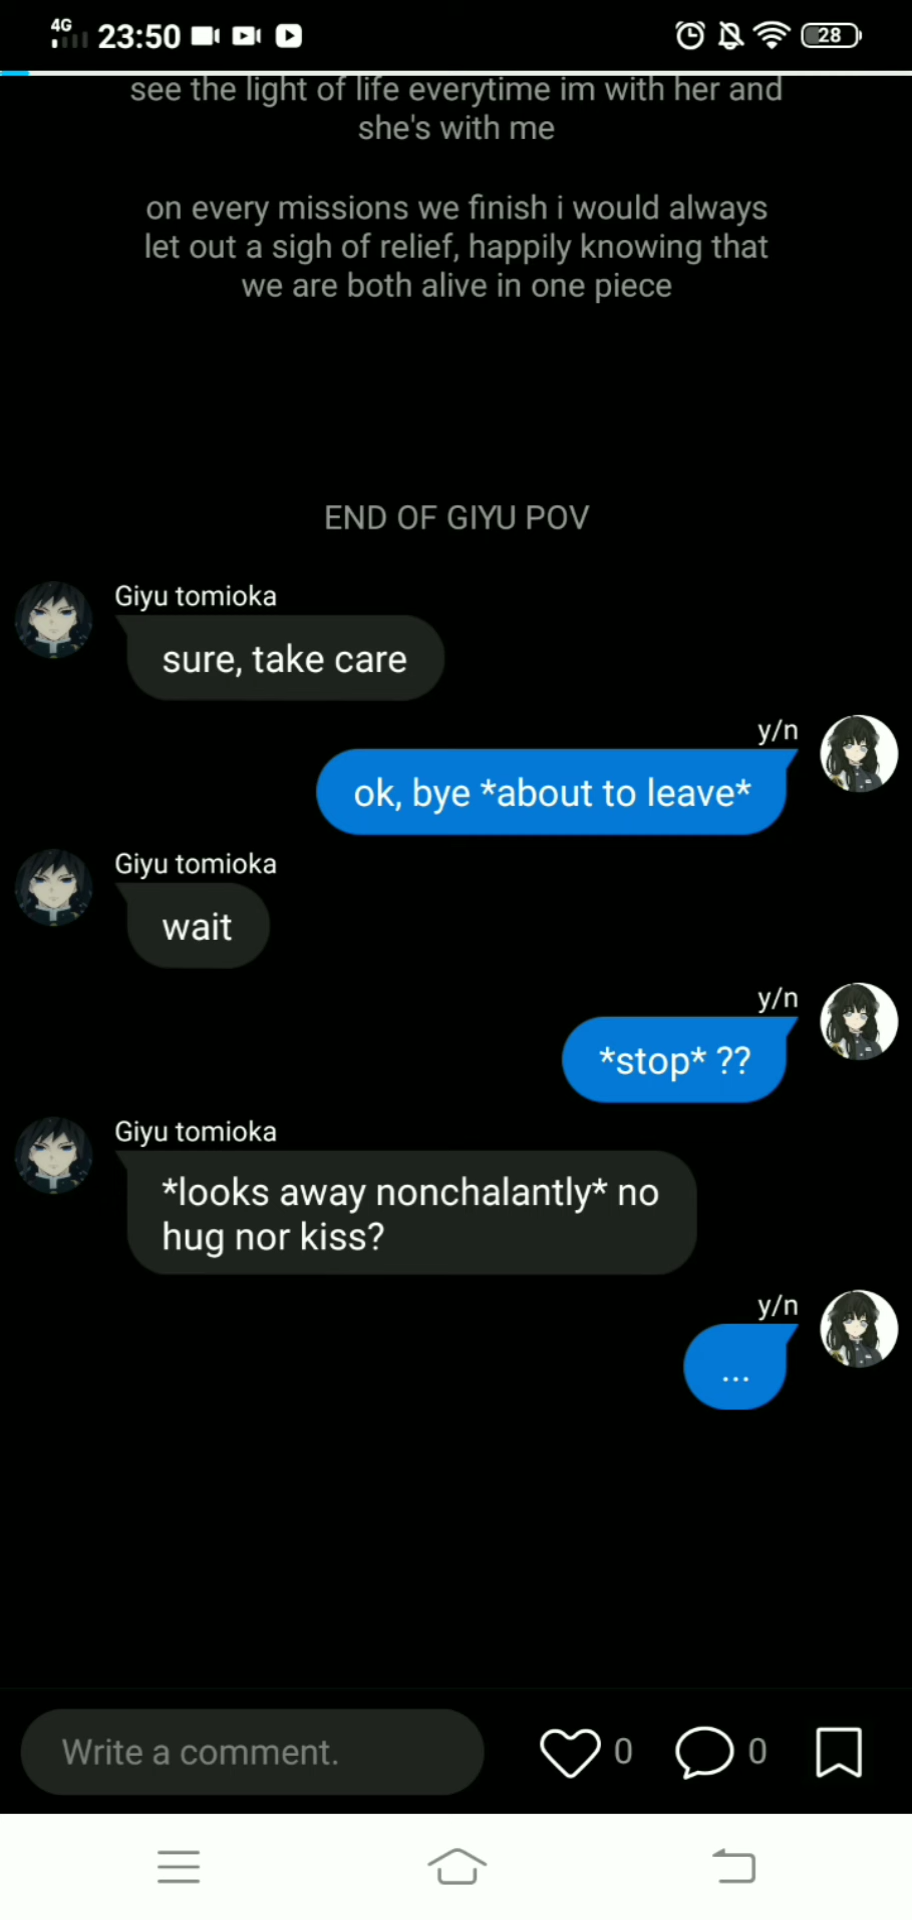 4G 23:50 28
see the light of life everytime im with her and
she's with me
on every missions we finish i would always
let out a sigh of relief, happily knowing that
we are both alive in one piece
END OF GIYU POV
Giyu tomioka
sure, take care
y/n
ok, bye *about to leave*
Giyu tomioka
wait
y/n
*stop* ??
Giyu tomioka
*looks away nonchalantly* no
hug nor kiss?
y/n
...
Write a comment. 0 0